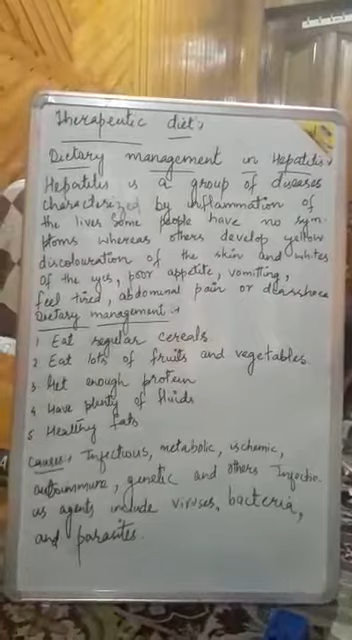 Therapeutic diet:
Dietary management in Hepatitis:
Hepatitis is a group of diseases
characterized by inflammation of
the liver some people have no sym-
ptoms whereas others develop yellow
discolouration of the skin and whites
of the eyes, poor appetite, vomitting,
feel tired, abdominal pain or diarrhoea
Dietary management:
1 Eat regular cereals
2 Eat lots of fruits and vegetables.
3 Get enough protein
4 Have plenty of fluids
5 Healthy fats
Causes: Infectious, metabolic, ischemic,
autoimmune, genetic and others Infectio-
us agents include viruses, bacteria,
and parasites.